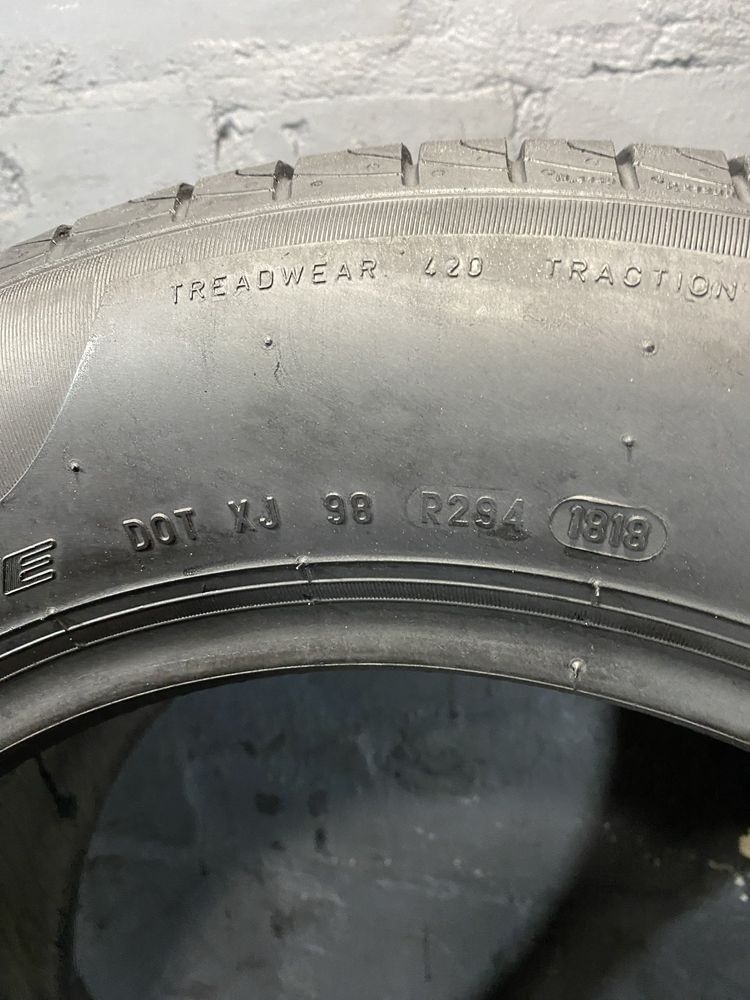 TREADWEAR 420 TRACTION
E DOT XJ 98 R294 1818